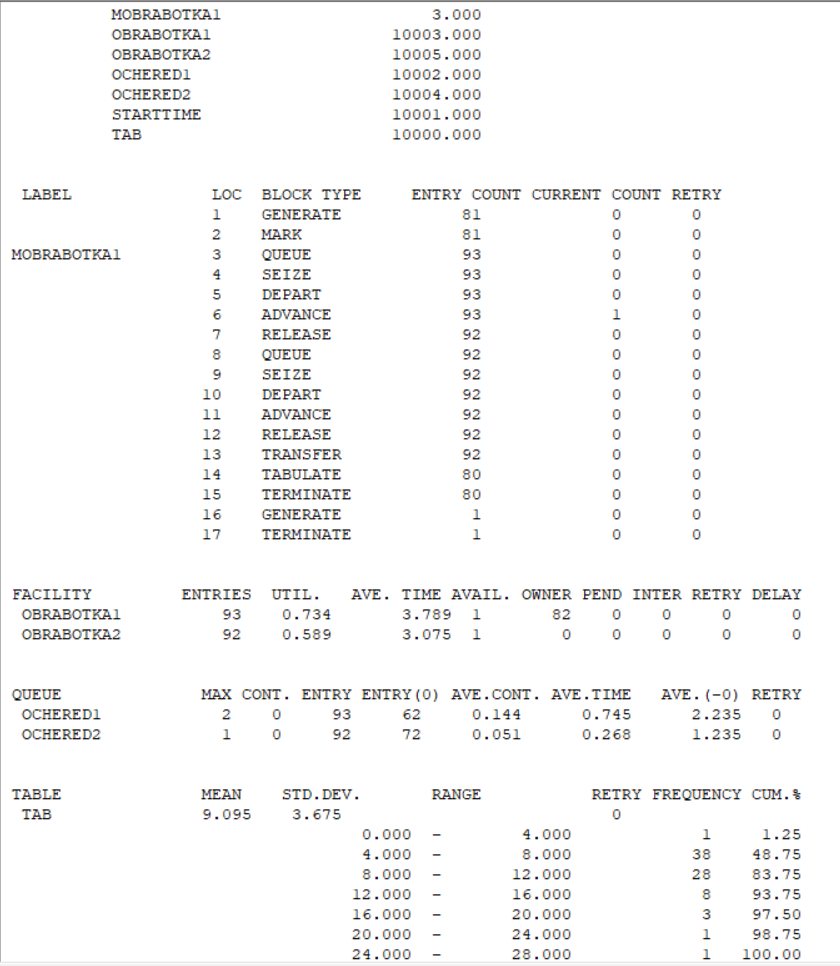 MOBRABOTKA1 3.000
OBRABOTKA1 10003.000
OBRABOTKA2 10005.000
OCHERED1 10002.000
OCHERED2 10004.000
STARTTIME 10001.000
TAB 10000.000
LABEL LOC BLOCK TYPE ENTRY COUNT CURRENT COUNT RETRY
1 GENERATE 81 0 0
2 MARK 81 0 0
MOBRABOTKA1 3 QUEUE 93 0 0
4 SEIZE 93 0 0
5 DEPART 93 0 0
6 ADVANCE 93 1 0
7 RELEASE 92 0 0
8 QUEUE 92 0 0
9 SEIZE 92 0 0
10 DEPART 92 0 0
11 ADVANCE 92 0 0
12 RELEASE 92 0 0
13 TRANSFER 92 0 0
14 TABULATE 80 0 0
15 TERMINATE 80 0 0
16 GENERATE 1 0 0
17 TERMINATE 1 0 0
FACILITY ENTRIES UTIL. AVE. TIME AVAIL. OWNER PEND INTER RETRY DELAY
OBRABOTKA1 93 0.734 3.789 1 82 0 0 0 0
OBRABOTKA2 92 0.589 3.075 1 0 0 0 0 0
QUEUE MAX CONT. ENTRY ENTRY(0) AVE.CONT. AVE.TIME AVE.(-0) RETRY
OCHERED1 2 0 93 62 0.144 0.745 2.235 0
OCHERED2 1 0 92 72 0.051 0.268 1.235 0
TABLE MEAN STD.DEV. RANGE RETRY FREQUENCY CUM.%
TAB 9.095 3.675 0
0.000 - 4.000 1 1.25
4.000 - 8.000 38 48.75
8.000 - 12.000 28 83.75
12.000 - 16.000 8 93.75
16.000 - 20.000 3 97.50
20.000 - 24.000 1 98.75
24.000 - 28.000 1 100.00